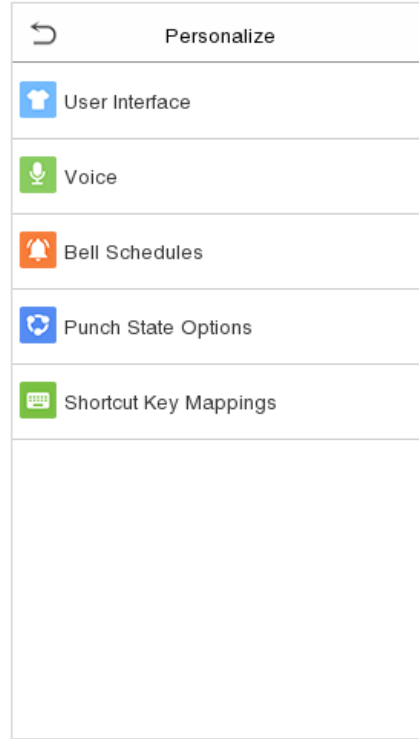 Personalize
User Interface
Voice
Bell Schedules
Punch State Options
Shortcut Key Mappings